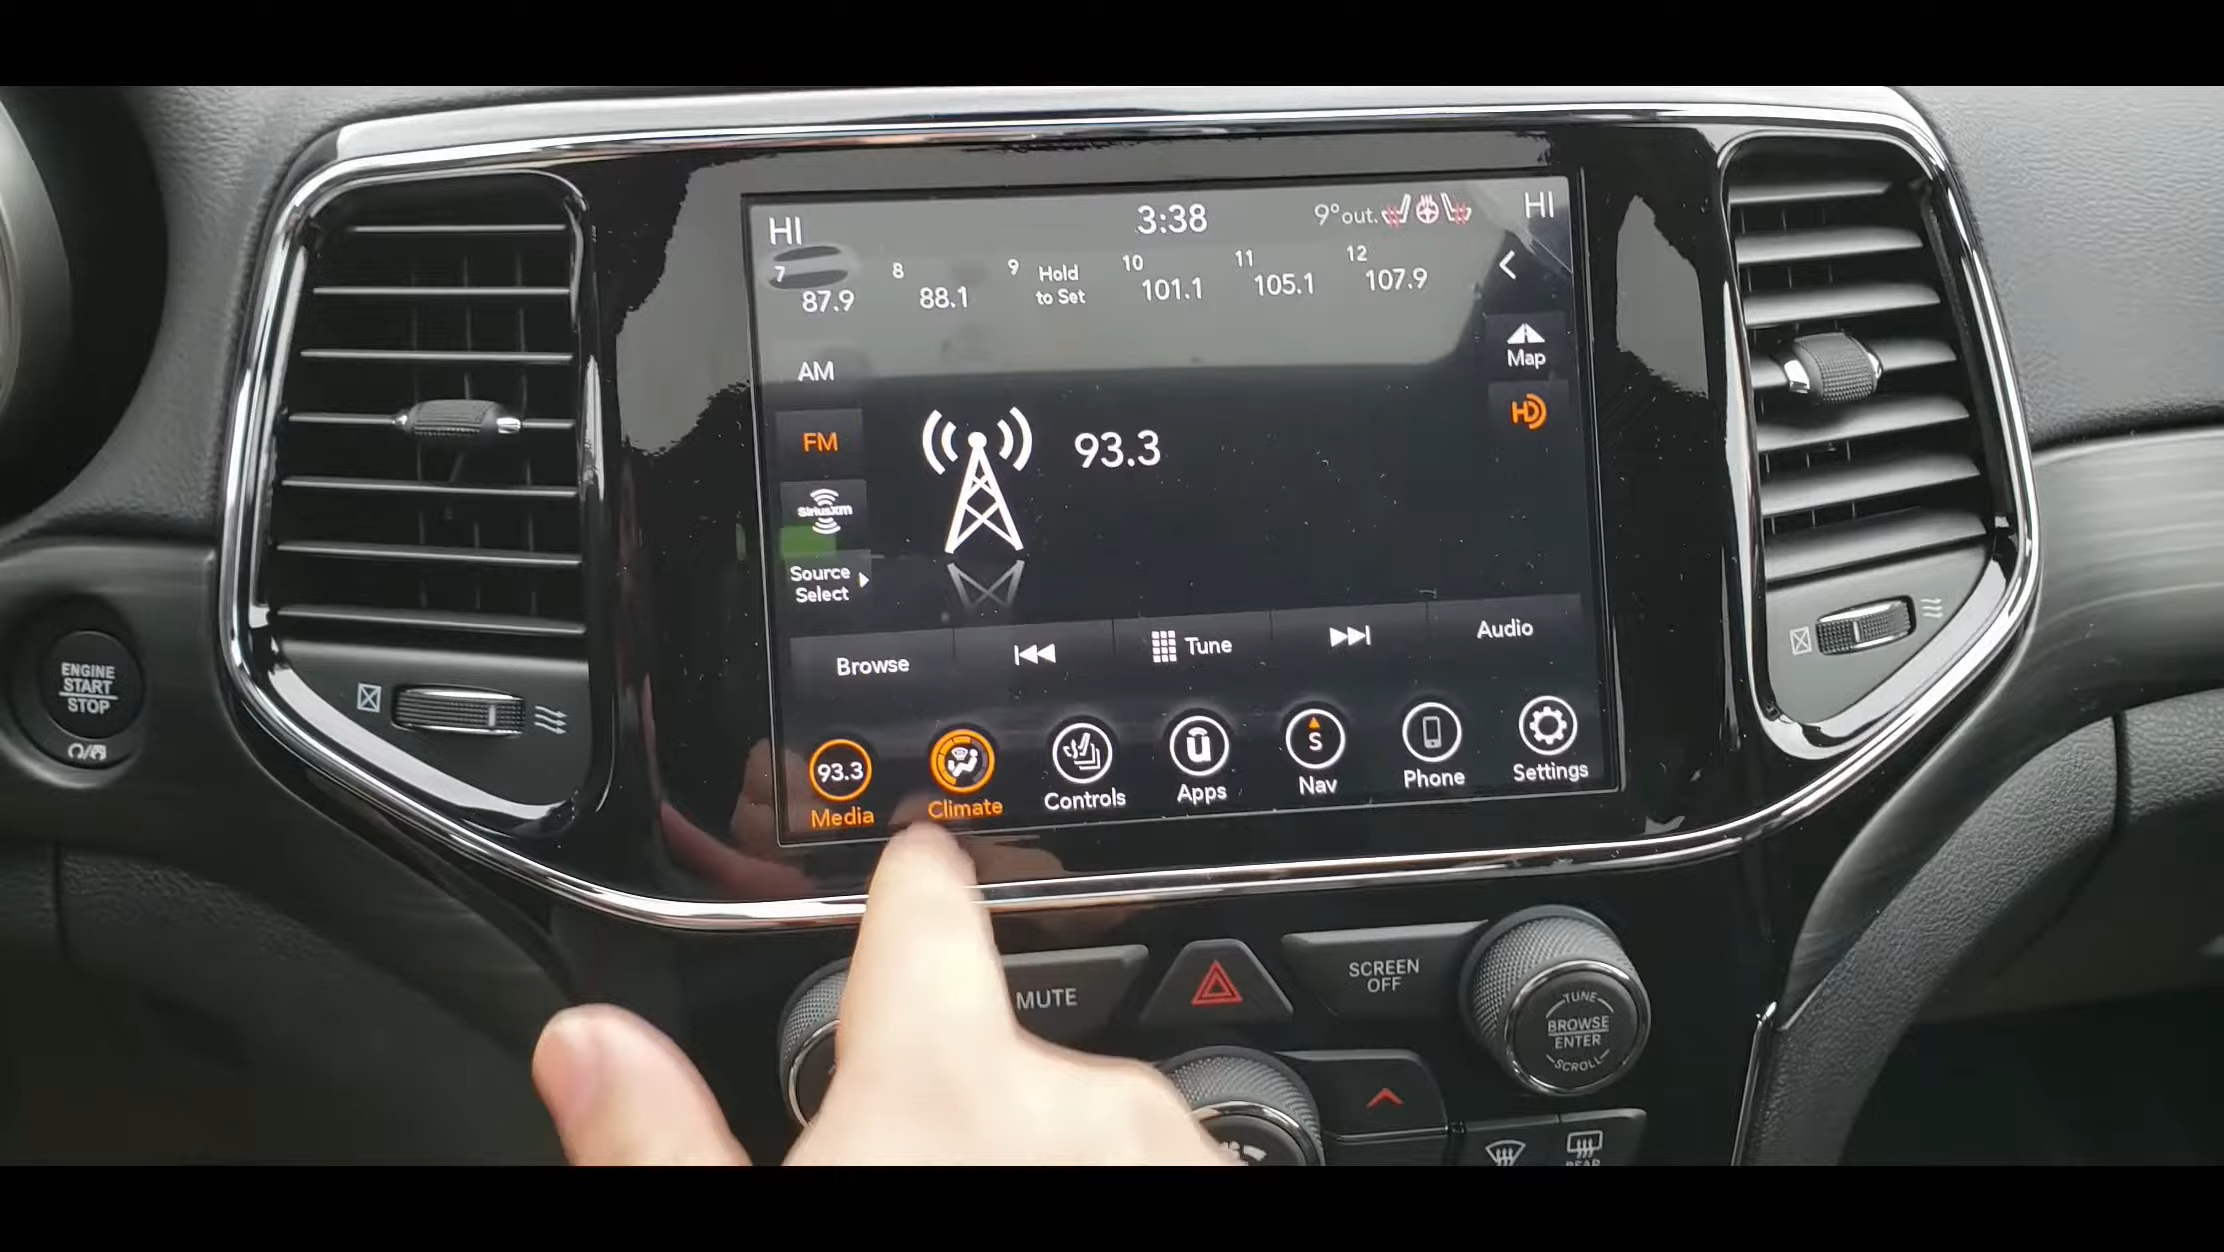 HI
3:38
9°out.
HI
7
87.9
8
88.1
9
Hold
to Set
10
101.1
11
105.1
12
107.9
AM
Map
FM
HD
93.3
SiriusXM
Source
Select
Browse
Tune
Audio
93.3
Media
Climate
Controls
u
Apps
S
Nav
Phone
Settings
ENGINE
START
STOP
MUTE
SCREEN
OFF
TUNE
BROWSE
ENTER
SCROLL
REAR